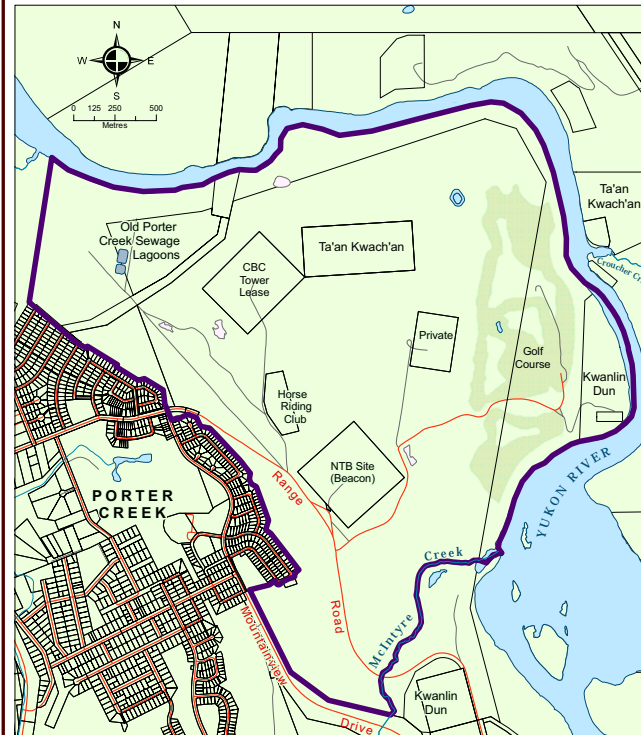 N
W E
S
0 125 250 500
Metres
Old Porter
Creek Sewage
Lagoons
CBC
Tower
Lease
Ta'an Kwach'an
Ta'an
Kwach'an
Croucher
Private
Golf
Course
Kwanlin
Dun
Horse
Riding
Club
NTB Site
(Beacon)
PORTER
CREEK
Range
Road
YUKON RIVER
McIntyre Creek
Mountainview
Drive
Kwanlin
Dun